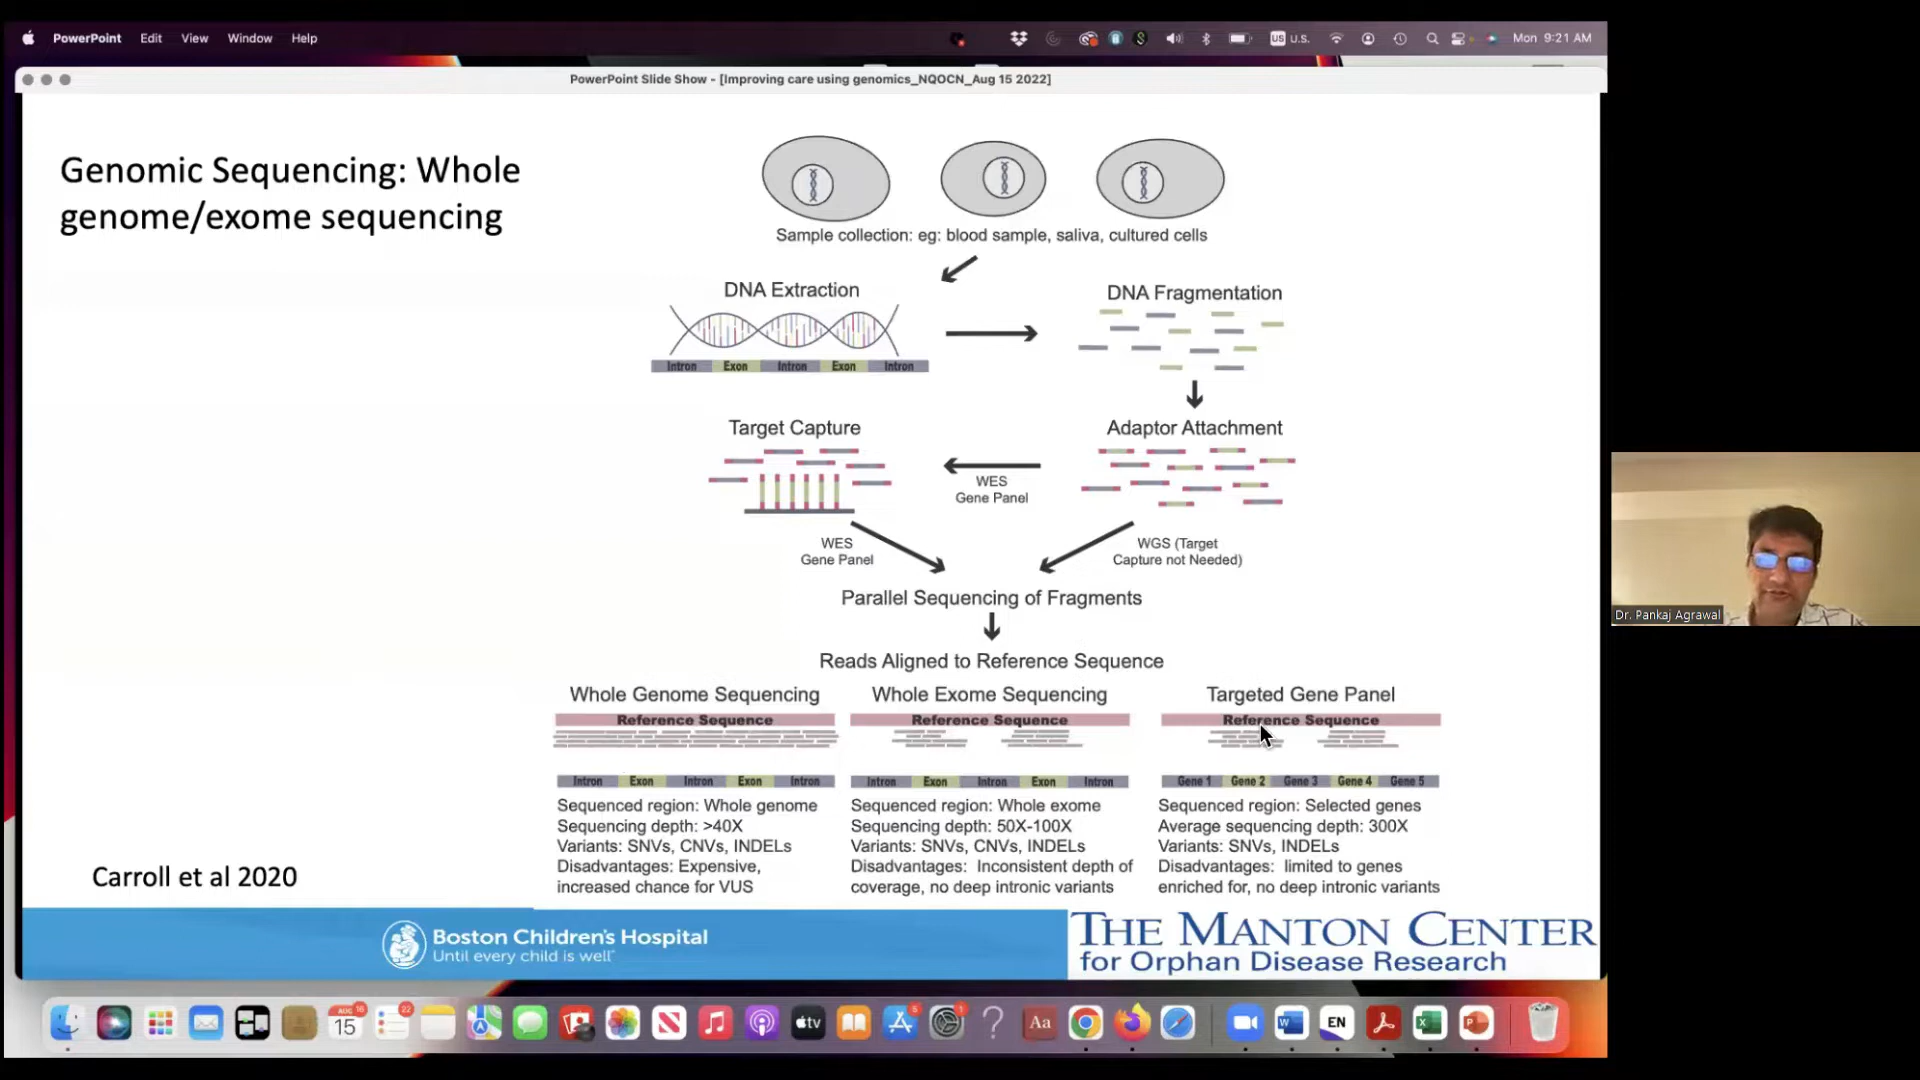 PowerPoint Edit View Window Help
US U.S. Mon 9:21 AM
PowerPoint Slide Show - [Improving care using genomics_NQOCN_Aug 15 2022]
Genomic Sequencing: Whole
genome/exome sequencing
Sample collection: eg: blood sample, saliva, cultured cells
DNA Extraction
Intron Exon Intron Exon Intron
DNA Fragmentation
Target Capture
Adaptor Attachment
WES
Gene Panel
WES
Gene Panel
WGS (Target
Capture not Needed)
Parallel Sequencing of Fragments
Reads Aligned to Reference Sequence
Whole Genome Sequencing
Reference Sequence
Intron Exon Intron Exon Intron
Sequenced region: Whole genome
Sequencing depth: >40X
Variants: SNVs, CNVs, INDELs
Disadvantages: Expensive,
increased chance for VUS
Whole Exome Sequencing
Reference Sequence
Intron Exon Intron Exon Intron
Sequenced region: Whole exome
Sequencing depth: 50X-100X
Variants: SNVs, CNVs, INDELs
Disadvantages: Inconsistent depth of
coverage, no deep intronic variants
Targeted Gene Panel
Reference Sequence
Gene 1 Gene 2 Gene 3 Gene 4 Gene 5
Sequenced region: Selected genes
Average sequencing depth: 300X
Variants: SNVs, INDELs
Disadvantages: limited to genes
enriched for, no deep intronic variants
Carroll et al 2020
Boston Children's Hospital
Until every child is well
THE MANTON CENTER
for Orphan Disease Research
Dr. Pankaj Agrawal
AUG
15
16
22
tv
5
1
?
Aa
W
EN
X
P